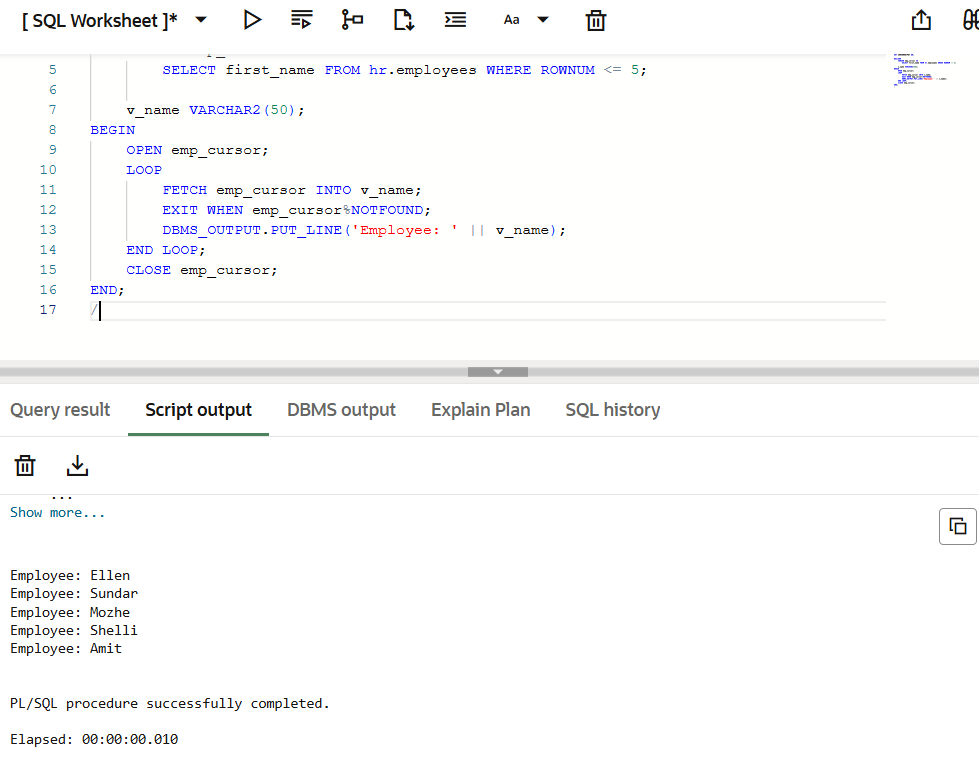 [ SQL Worksheet ]*
Aa
5 SELECT first_name FROM hr.employees WHERE ROWNUM <= 5;
6
7 v_name VARCHAR2(50);
8 BEGIN
9 OPEN emp_cursor;
10 LOOP
11 FETCH emp_cursor INTO v_name;
12 EXIT WHEN emp_cursor%NOTFOUND;
13 DBMS_OUTPUT.PUT_LINE('Employee: ' || v_name);
14 END LOOP;
15 CLOSE emp_cursor;
16 END;
17 /
Query result Script output DBMS output Explain Plan SQL history
...
Show more...
Employee: Ellen
Employee: Sundar
Employee: Mozhe
Employee: Shelli
Employee: Amit
PL/SQL procedure successfully completed.
Elapsed: 00:00:00.010